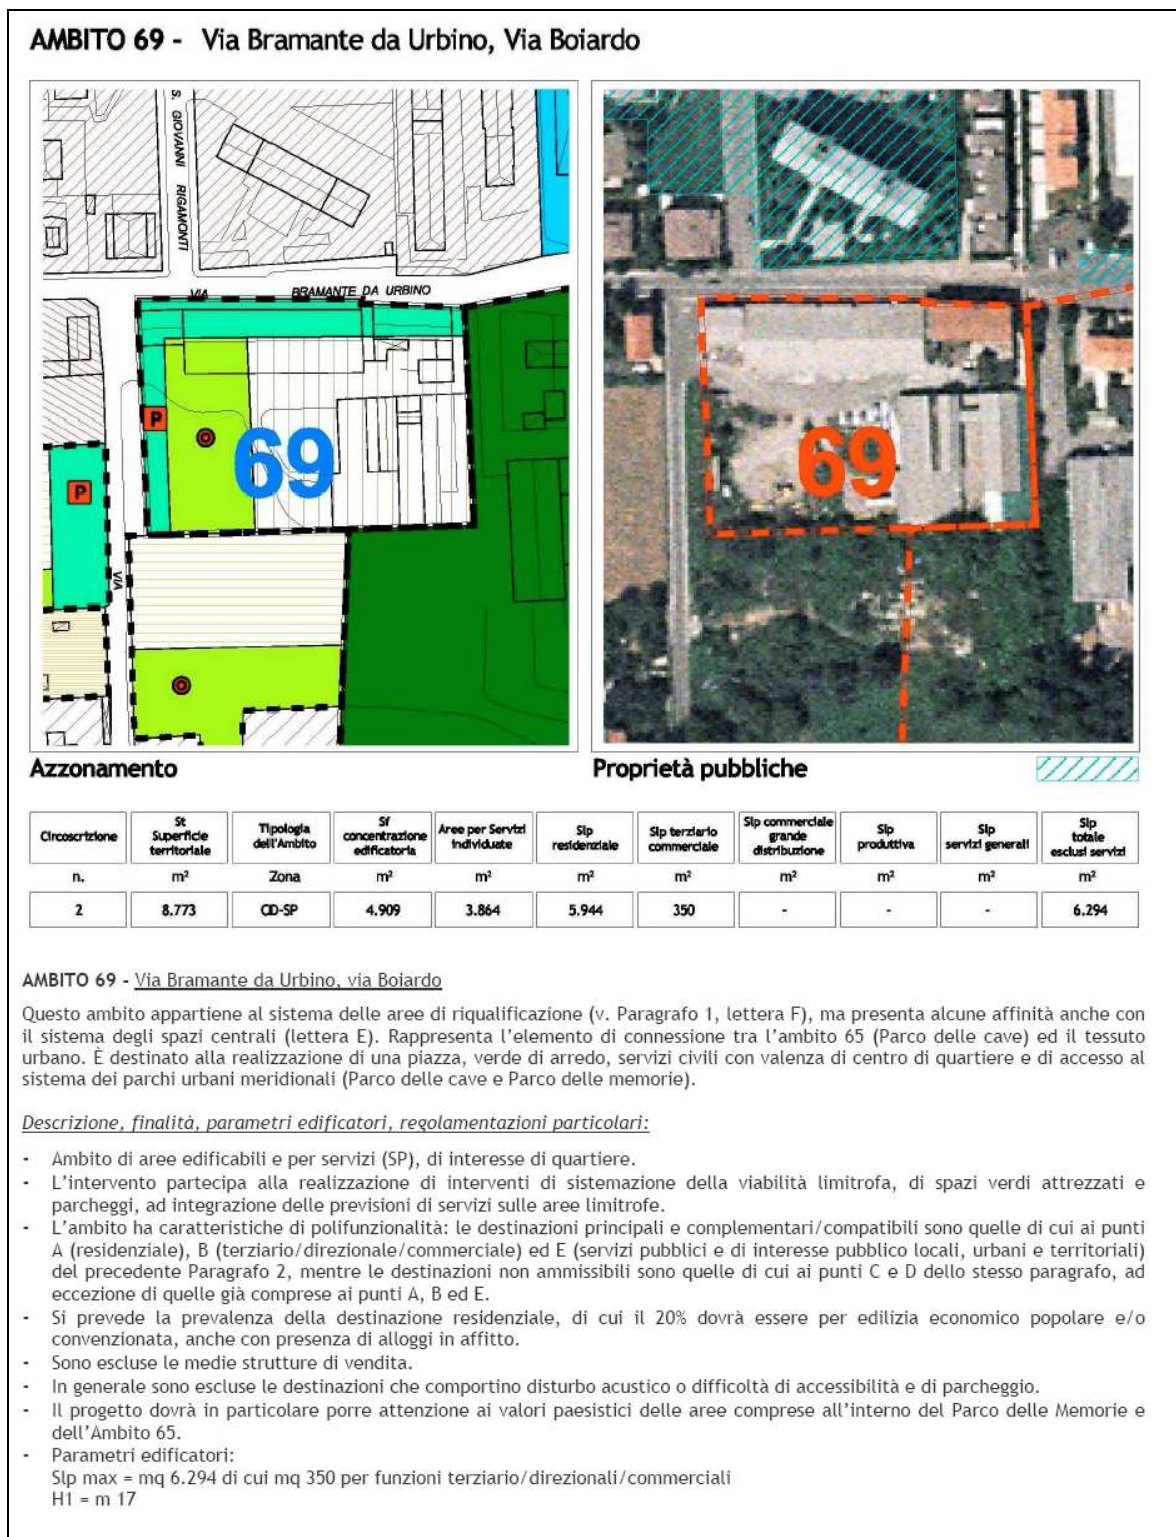 AMBITO 69 - Via Bramante da Urbino, Via Boiardo
S. GIOVANNI RIGAMONTI
VIA BRAMANTE DA URBINO
P
69
69
P
VIA
Azzonamento
Proprietà pubbliche
Circoscrizione | St Superficie territoriale | Tipologia dell'Ambito | Sf concentrazione edificatoria | Aree per Servizi individuate | Slp residenziale | Slp terziario commerciale | Slp commerciale grande distribuzione | Slp produttiva | Slp servizi generali | Slp totale esclusi servizi
n. | m² | Zona | m² | m² | m² | m² | m² | m² | m² | m²
2 | 8.773 | CID-SP | 4.909 | 3.864 | 5.944 | 350 | - | - | - | 6.294
AMBITO 69 - Via Bramante da Urbino, via Boiardo
Questo ambito appartiene al sistema delle aree di riqualificazione (v. Paragrafo 1, lettera F), ma presenta alcune affinità anche con
il sistema degli spazi centrali (lettera E). Rappresenta l'elemento di connessione tra l'ambito 65 (Parco delle cave) ed il tessuto
urbano. È destinato alla realizzazione di una piazza, verde di arredo, servizi civili con valenza di centro di quartiere e di accesso al
sistema dei parchi urbani meridionali (Parco delle cave e Parco delle memorie).
Descrizione, finalità, parametri edificatori, regolamentazioni particolari:
- Ambito di aree edificabili e per servizi (SP), di interesse di quartiere.
- L'intervento partecipa alla realizzazione di interventi di sistemazione della viabilità limitrofa, di spazi verdi attrezzati e
parcheggi, ad integrazione delle previsioni di servizi sulle aree limitrofe.
- L'ambito ha caratteristiche di polifunzionalità: le destinazioni principali e complementari/compatibili sono quelle di cui ai punti
A (residenziale), B (terziario/direzionale/commerciale) ed E (servizi pubblici e di interesse pubblico locali, urbani e territoriali)
del precedente Paragrafo 2, mentre le destinazioni non ammissibili sono quelle di cui ai punti C e D dello stesso paragrafo, ad
eccezione di quelle già comprese ai punti A, B ed E.
- Si prevede la prevalenza della destinazione residenziale, di cui il 20% dovrà essere per edilizia economico popolare e/o
convenzionata, anche con presenza di alloggi in affitto.
- Sono escluse le medie strutture di vendita.
- In generale sono escluse le destinazioni che comportino disturbo acustico o difficoltà di accessibilità e di parcheggio.
- Il progetto dovrà in particolare porre attenzione ai valori paesistici delle aree comprese all'interno del Parco delle Memorie e
dell'Ambito 65.
- Parametri edificatori:
Slp max = mq 6.294 di cui mq 350 per funzioni terziario/direzionali/commerciali
H1 = m 17